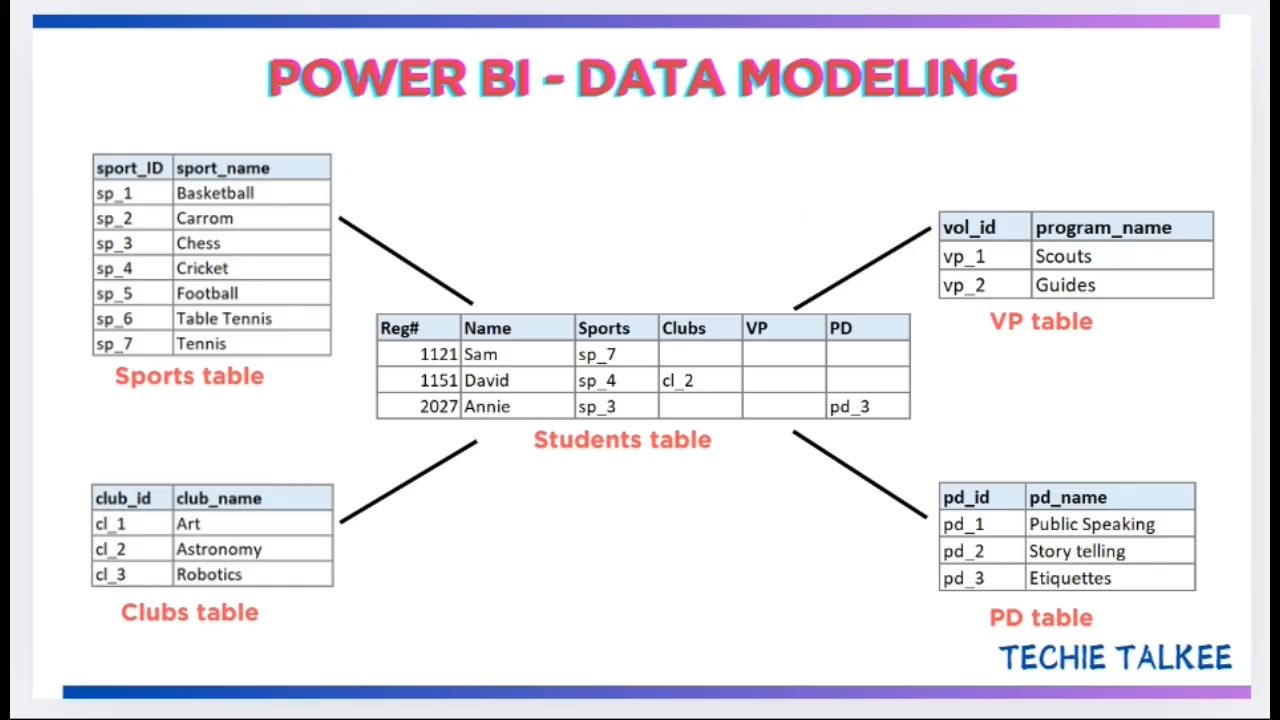 POWER BI - DATA MODELING
sport_ID sport_name
sp_1 Basketball
sp_2 Carrom
sp_3 Chess
sp_4 Cricket
sp_5 Football
sp_6 Table Tennis
sp_7 Tennis
Sports table
vol_id program_name
vp_1 Scouts
vp_2 Guides
VP table
Reg# Name Sports Clubs VP PD
1121 Sam sp_7
1151 David sp_4 cl_2
2027 Annie sp_3 pd_3
Students table
club_id club_name
cl_1 Art
cl_2 Astronomy
cl_3 Robotics
Clubs table
pd_id pd_name
pd_1 Public Speaking
pd_2 Story telling
pd_3 Etiquettes
PD table
TECHIE TALKEE